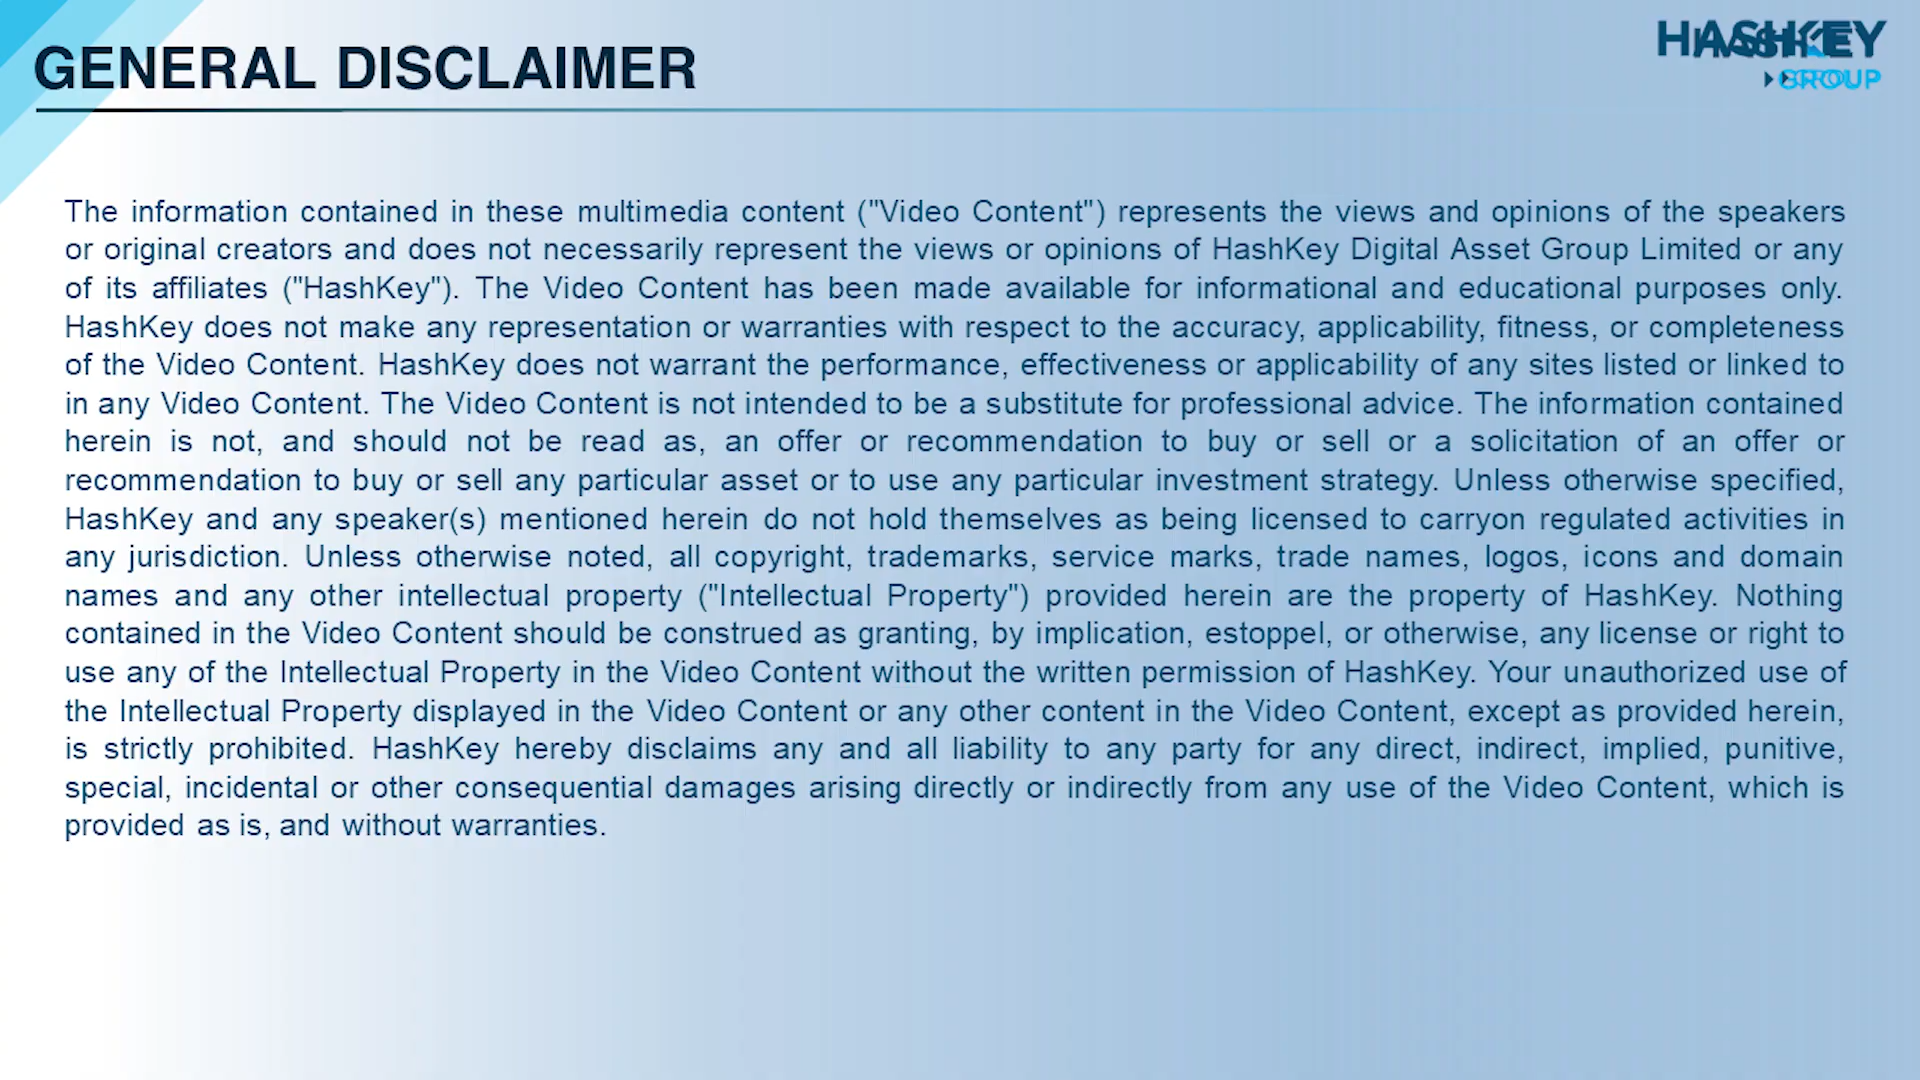 GENERAL DISCLAIMER
HASHKEY
GROUP
The information contained in these multimedia content ("Video Content") represents the views and opinions of the speakers
or original creators and does not necessarily represent the views or opinions of HashKey Digital Asset Group Limited or any
of its affiliates ("HashKey"). The Video Content has been made available for informational and educational purposes only.
HashKey does not make any representation or warranties with respect to the accuracy, applicability, fitness, or completeness
of the Video Content. HashKey does not warrant the performance, effectiveness or applicability of any sites listed or linked to
in any Video Content. The Video Content is not intended to be a substitute for professional advice. The information contained
herein is not, and should not be read as, an offer or recommendation to buy or sell or a solicitation of an offer or
recommendation to buy or sell any particular asset or to use any particular investment strategy. Unless otherwise specified,
HashKey and any speaker(s) mentioned herein do not hold themselves as being licensed to carryon regulated activities in
any jurisdiction. Unless otherwise noted, all copyright, trademarks, service marks, trade names, logos, icons and domain
names and any other intellectual property ("Intellectual Property") provided herein are the property of HashKey. Nothing
contained in the Video Content should be construed as granting, by implication, estoppel, or otherwise, any license or right to
use any of the Intellectual Property in the Video Content without the written permission of HashKey. Your unauthorized use of
the Intellectual Property displayed in the Video Content or any other content in the Video Content, except as provided herein,
is strictly prohibited. HashKey hereby disclaims any and all liability to any party for any direct, indirect, implied, punitive,
special, incidental or other consequential damages arising directly or indirectly from any use of the Video Content, which is
provided as is, and without warranties.